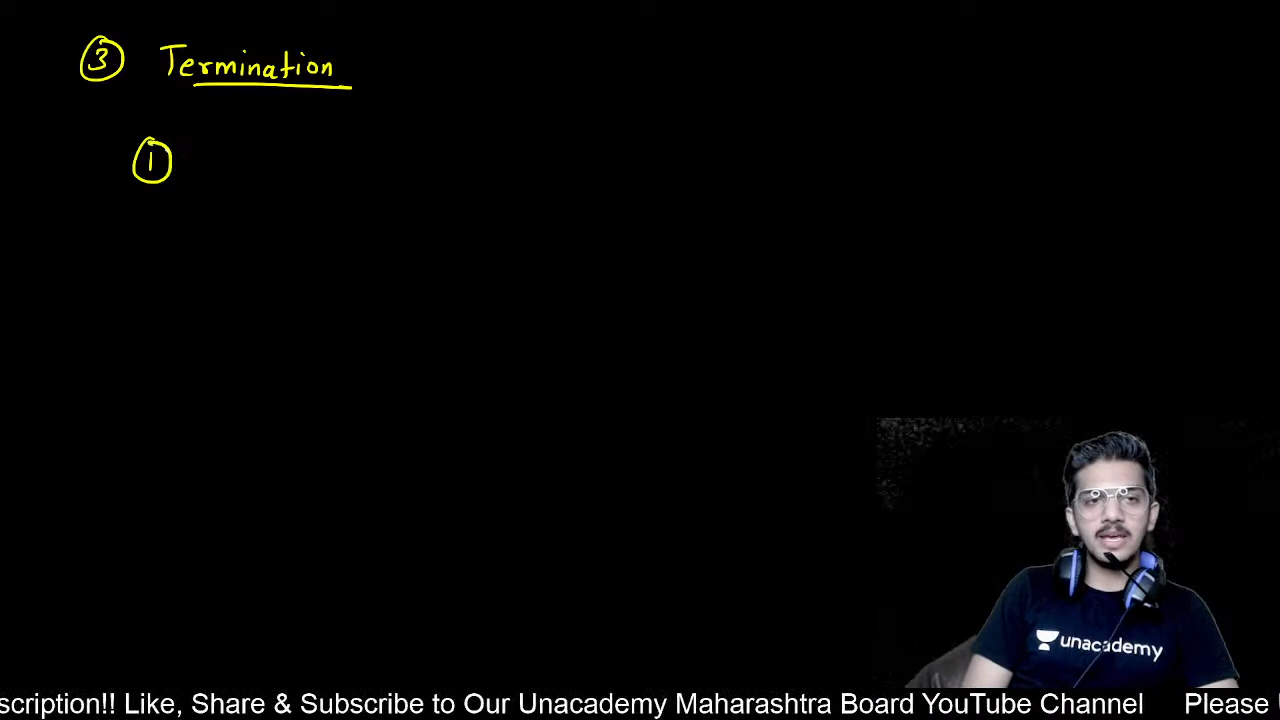 3 Termination
1
unacademy
scription!! Like, Share & Subscribe to Our Unacademy Maharashtra Board YouTube Channel Please